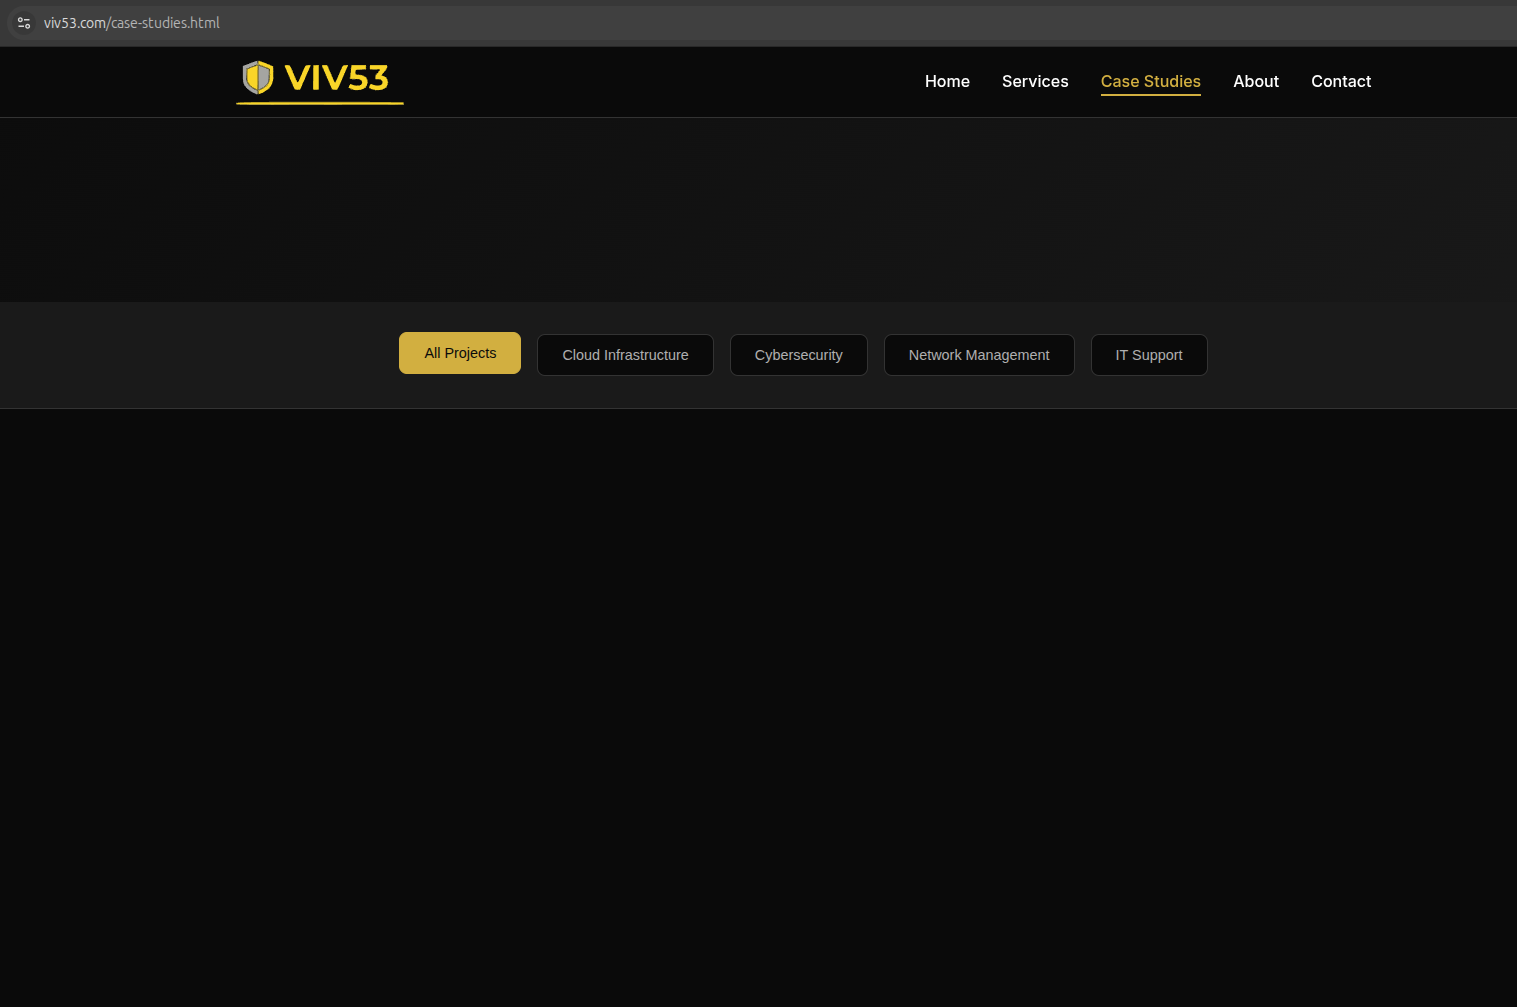 viv53.com/case-studies.html
VIV53
Home Services Case Studies About Contact
All Projects Cloud Infrastructure Cybersecurity Network Management IT Support